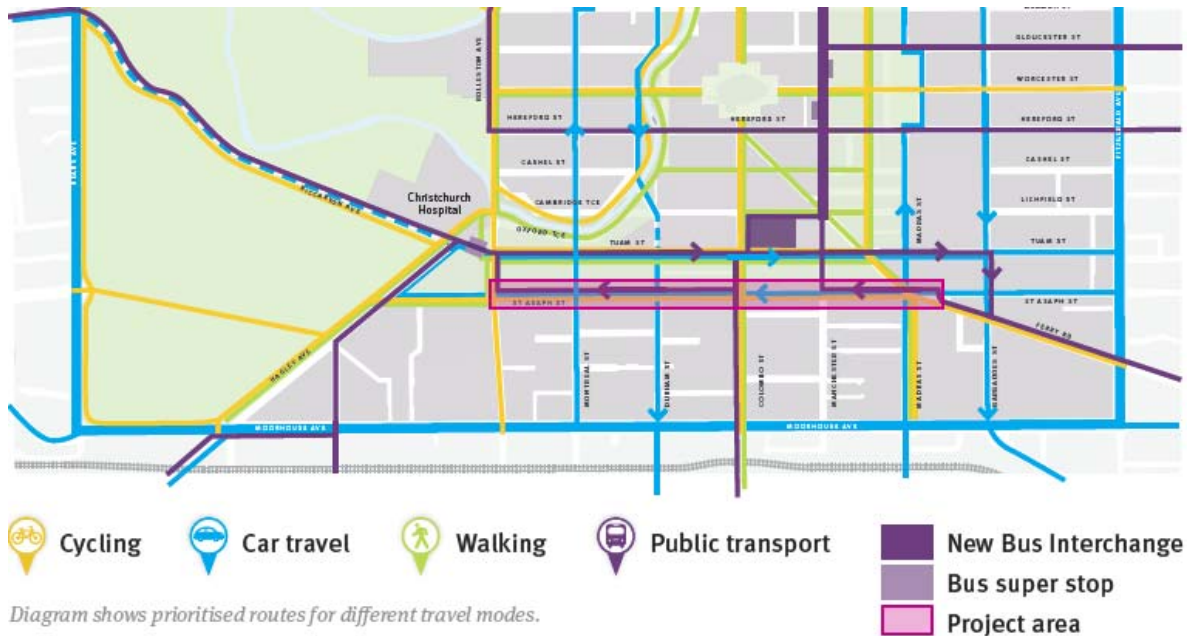 GLOUCESTER ST
WORCESTER ST
ROLLESTON AVE
HEREFORD ST
HEREFORD ST
HEREFORD ST
FITZGERALD AVE
DEANS AVE
CASHEL ST
CASHEL ST
RICCARTON AVE
Christchurch
Hospital
CAMBRIDGE TCE
OXFORD TCE
LICHFIELD ST
MADRAS ST
TUAM ST
TUAM ST
ST ASAPH ST
ST ASAPH ST
FERRY RD
HAGLEY AVE
MONTREAL ST
DURHAM ST
COLOMBO ST
MANCHESTER ST
MADRAS ST
BARBADOES ST
MOORHOUSE AVE
MOORHOUSE AVE
Cycling
Car travel
Walking
Public transport
New Bus Interchange
Bus super stop
Project area
Diagram shows prioritised routes for different travel modes.